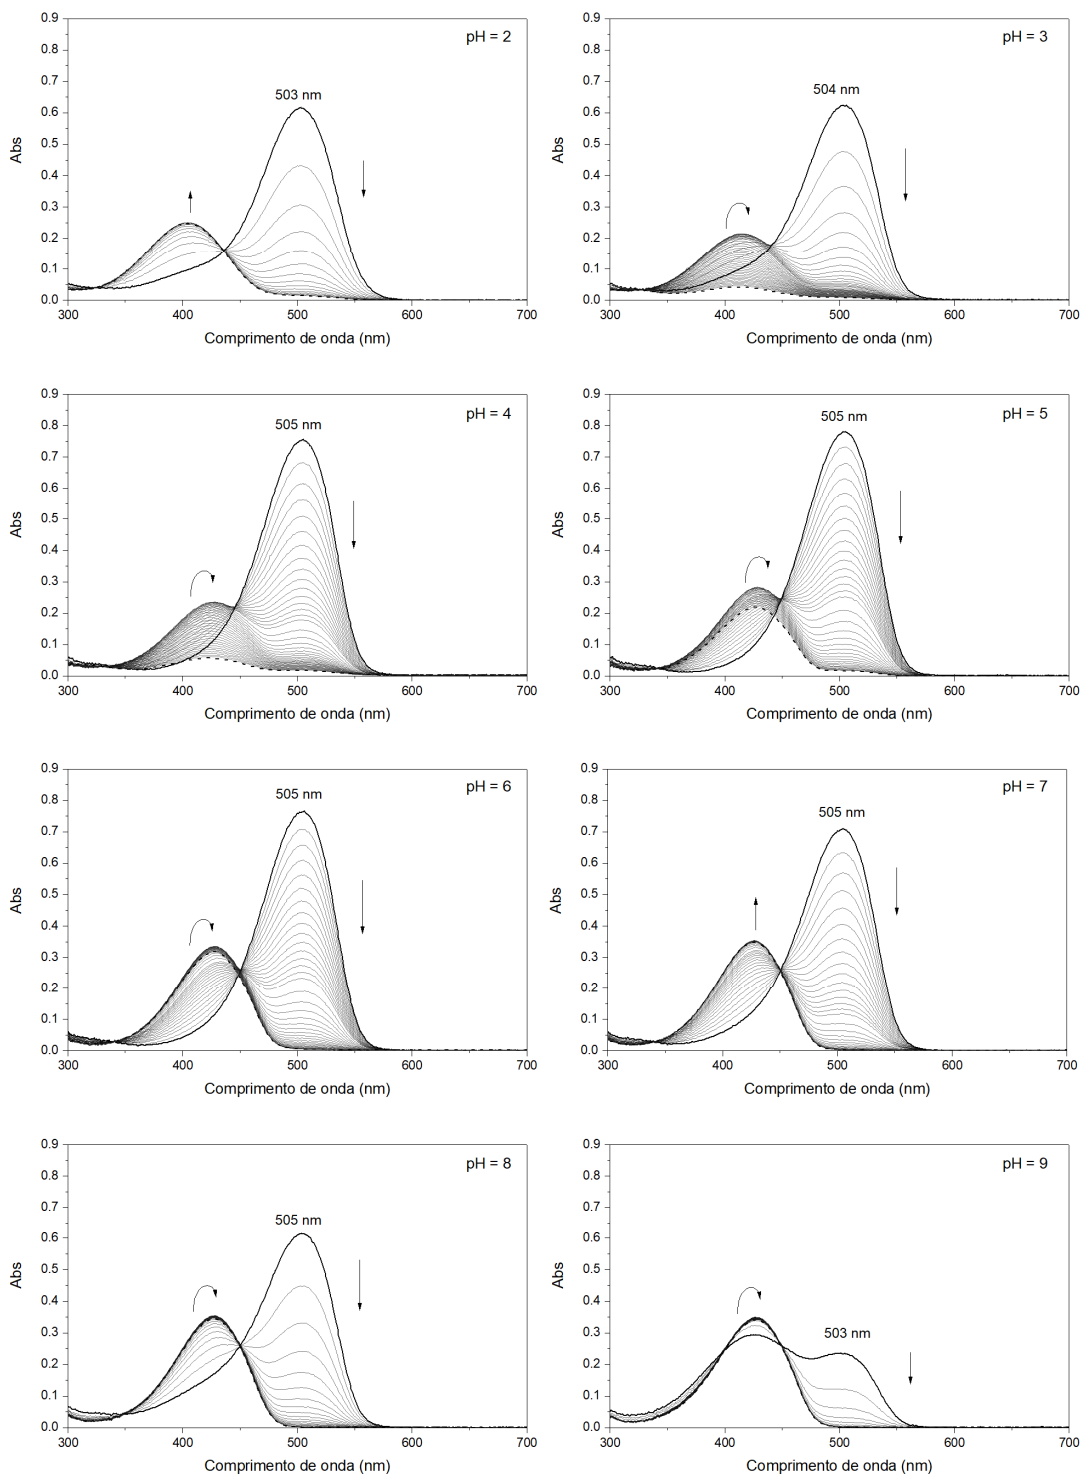 pH = 2
503 nm
Abs
0.9
0.8
0.7
0.6
0.5
0.4
0.3
0.2
0.1
0.0
300 400 500 600 700
Comprimento de onda (nm)
pH = 3
504 nm
Abs
0.9
0.8
0.7
0.6
0.5
0.4
0.3
0.2
0.1
0.0
300 400 500 600 700
Comprimento de onda (nm)
pH = 4
505 nm
Abs
0.9
0.8
0.7
0.6
0.5
0.4
0.3
0.2
0.1
0.0
300 400 500 600 700
Comprimento de onda (nm)
pH = 5
505 nm
Abs
0.9
0.8
0.7
0.6
0.5
0.4
0.3
0.2
0.1
0.0
300 400 500 600 700
Comprimento de onda (nm)
pH = 6
505 nm
Abs
0.9
0.8
0.7
0.6
0.5
0.4
0.3
0.2
0.1
0.0
300 400 500 600 700
Comprimento de onda (nm)
pH = 7
505 nm
Abs
0.9
0.8
0.7
0.6
0.5
0.4
0.3
0.2
0.1
0.0
300 400 500 600 700
Comprimento de onda (nm)
pH = 8
505 nm
Abs
0.9
0.8
0.7
0.6
0.5
0.4
0.3
0.2
0.1
0.0
300 400 500 600 700
Comprimento de onda (nm)
pH = 9
503 nm
Abs
0.9
0.8
0.7
0.6
0.5
0.4
0.3
0.2
0.1
0.0
300 400 500 600 700
Comprimento de onda (nm)